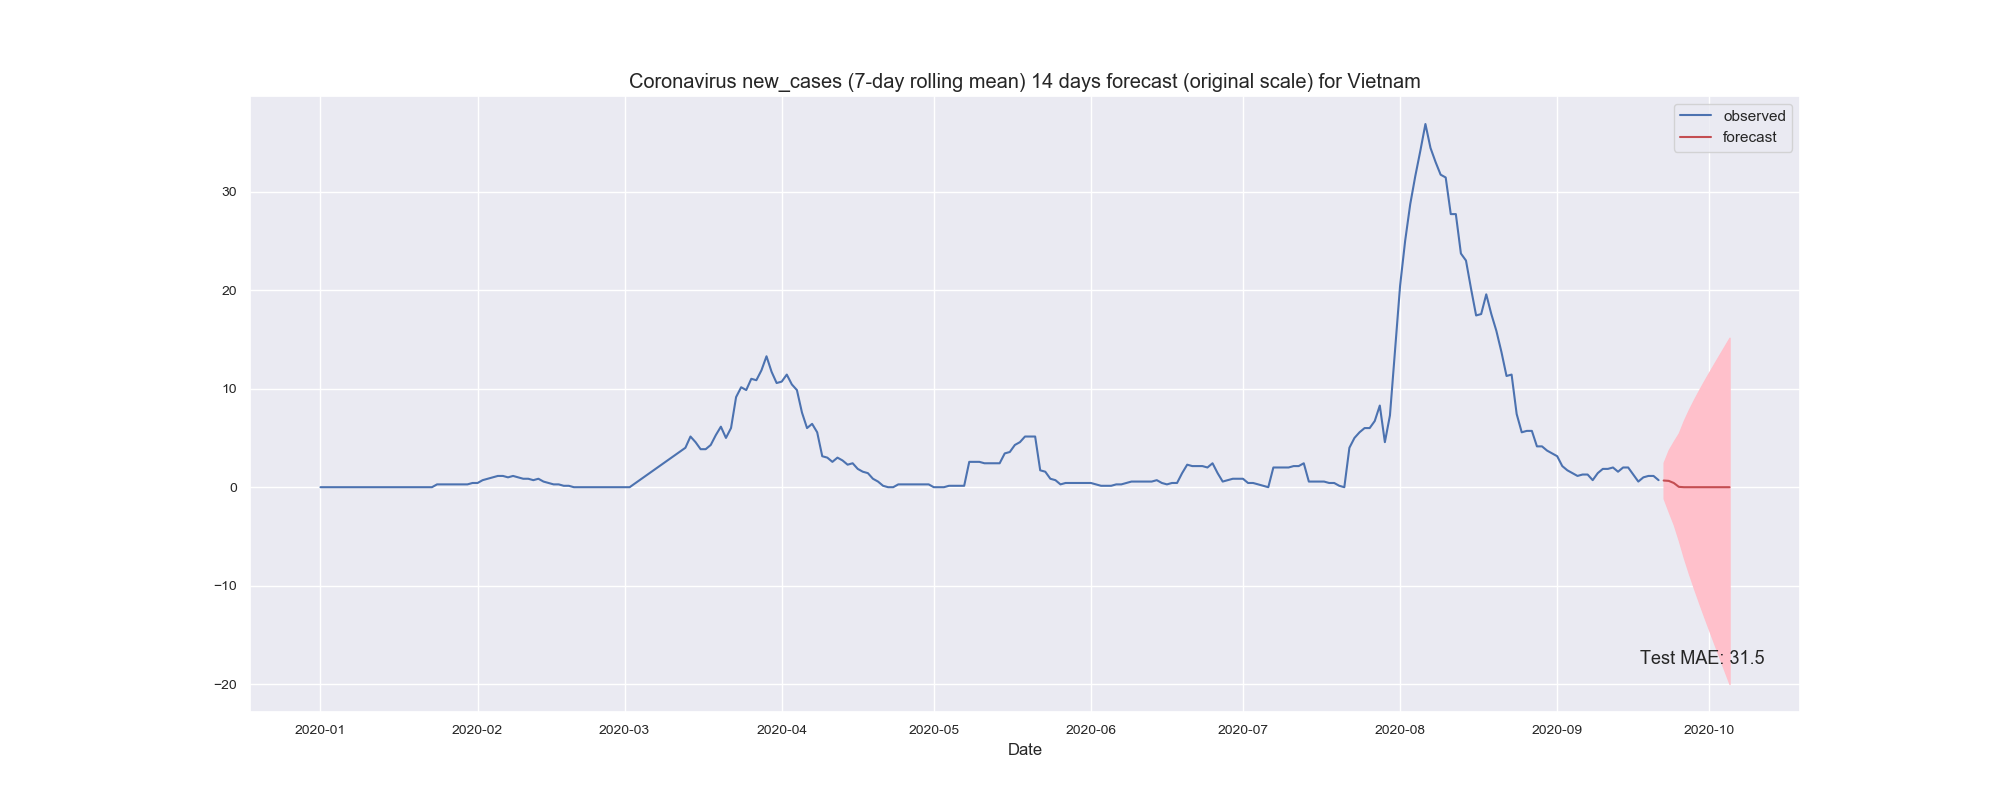 Coronavirus new_cases (7-day rolling mean) 14 days forecast (original scale) for Vietnam
observed
forecast
30
20
10
0
−10
−20
Test MAE: 31.5
2020-01 2020-02 2020-03 2020-04 2020-05 2020-06 2020-07 2020-08 2020-09 2020-10
Date